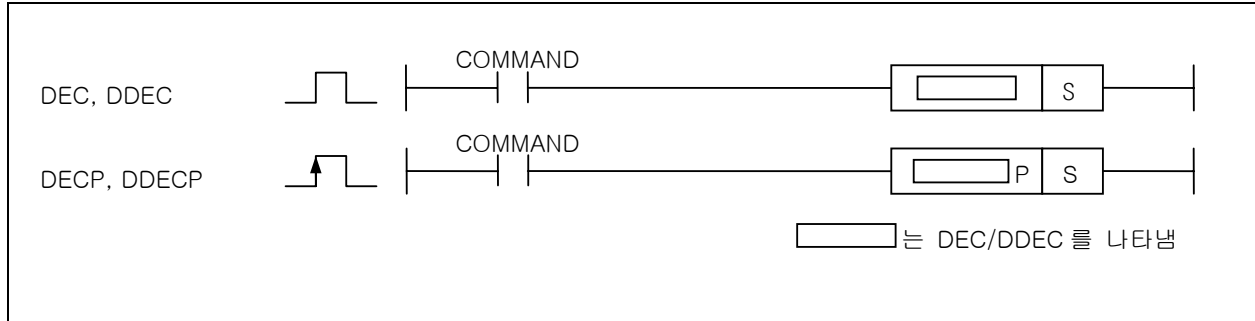 COMMAND
DEC, DDEC S
COMMAND
DECP, DDECP P S
는 DEC/DDEC 를 나타냄